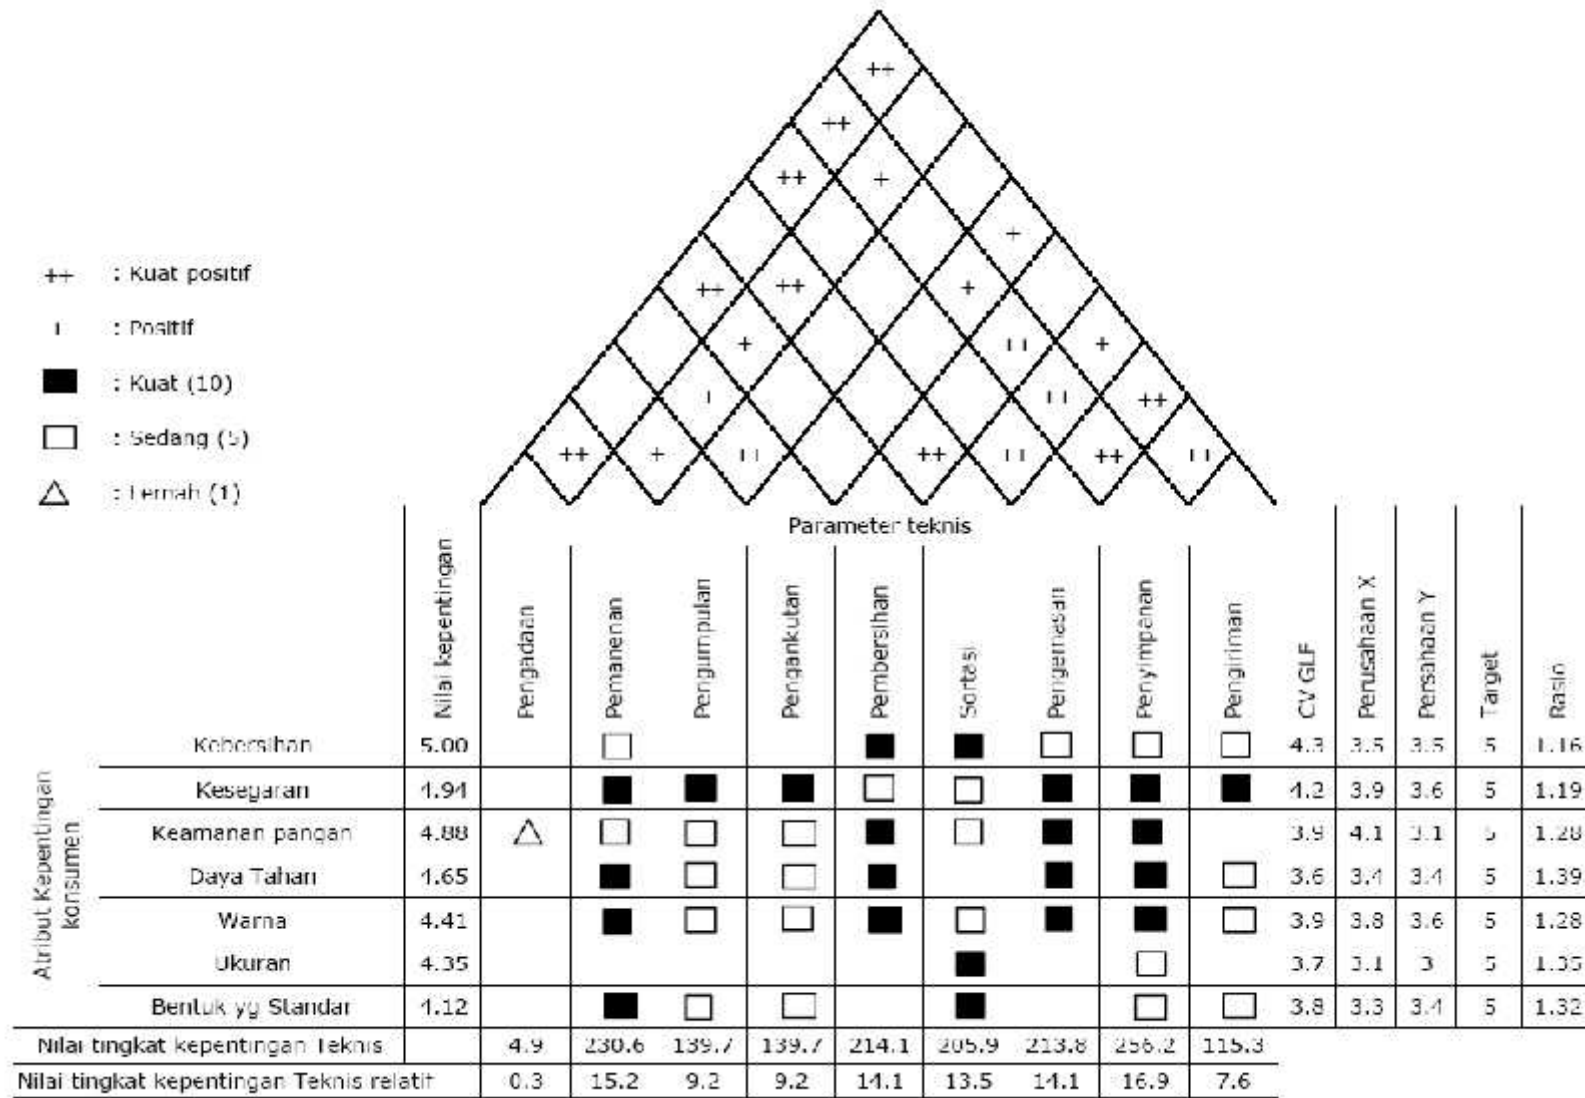 ++
++
++ +
+
++ ++ +
++ : Kuat positif
+ ++ +
+ : Positif
+ ++ ++
: Kuat (10)
++ + ++ ++ ++ ++ ++
: Sedang (5)
: Lemah (1)
Parameter teknis
Nilai kepentingan
Pengadaan
Pemanenan
Pengumpulan
Pengankutan
Pembersihan
Sortasi
Pengemasan
Penyimpanan
Pengiriman
CV GLF
Perusahaan X
Persahaan Y
Target
Rasio
Atribut Kepentingan
konsumen
Kebersihan 5.00 4.3 3.5 3.5 5 1.16
Kesegaran 4.94 4.2 3.9 3.6 5 1.19
Keamanan pangan 4.88 3.9 4.1 3.1 5 1.28
Daya Tahan 4.65 3.6 3.4 3.4 5 1.39
Warna 4.41 3.9 3.8 3.6 5 1.28
Ukuran 4.35 3.7 3.1 3 5 1.35
Bentuk yg Standar 4.12 3.8 3.3 3.4 5 1.32
Nilai tingkat kepentingan Teknis 4.9 230.6 139.7 139.7 214.1 205.9 213.8 256.2 115.3
Nilai tingkat kepentingan Teknis relatif 0.3 15.2 9.2 9.2 14.1 13.5 14.1 16.9 7.6